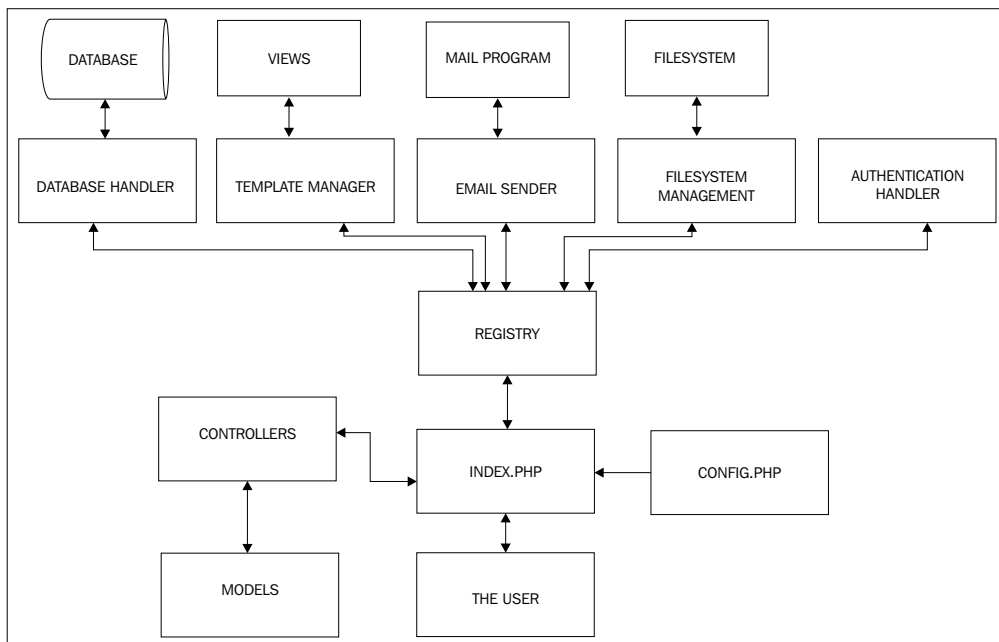 DATABASE
VIEWS
MAIL PROGRAM
FILESYSTEM
DATABASE HANDLER
TEMPLATE MANAGER
EMAIL SENDER
FILESYSTEM
MANAGEMENT
AUTHENTICATION
HANDLER
REGISTRY
CONTROLLERS
INDEX.PHP
CONFIG.PHP
MODELS
THE USER